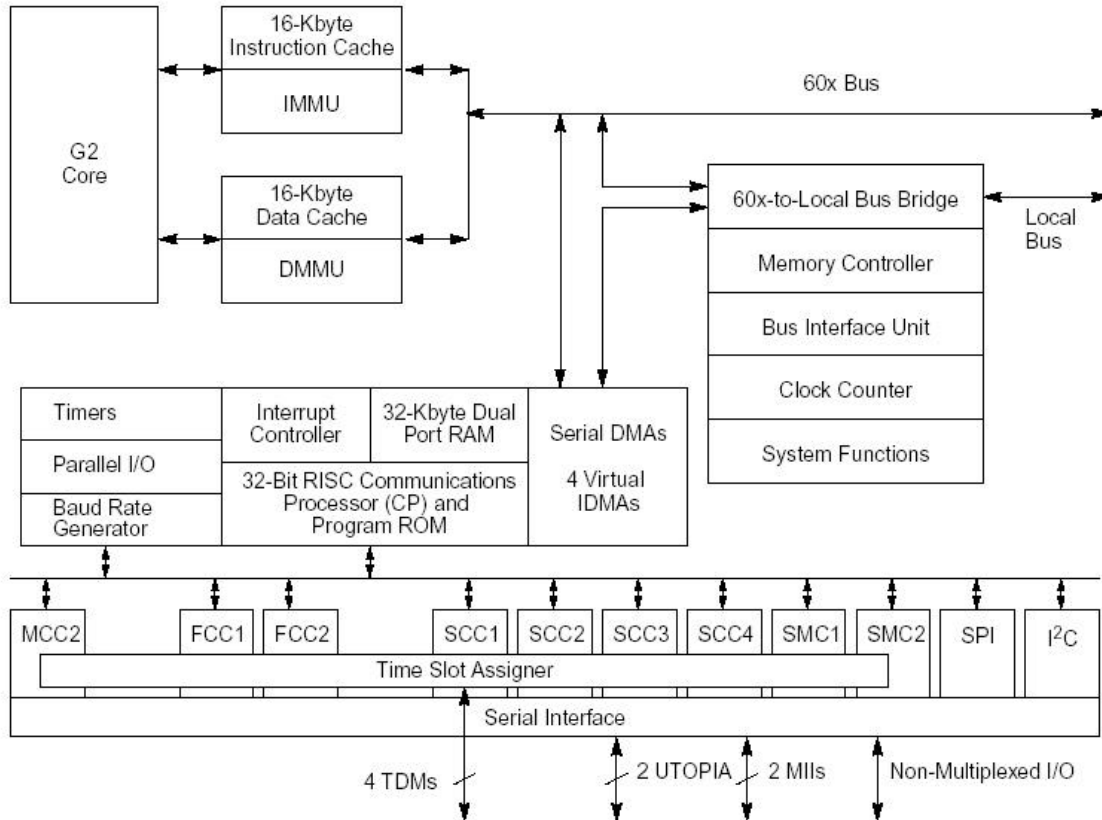 16-Kbyte
Instruction Cache
IMMU
G2
Core
16-Kbyte
Data Cache
DMMU
60x Bus
60x-to-Local Bus Bridge
Local
Bus
Memory Controller
Bus Interface Unit
Clock Counter
System Functions
Timers
Parallel I/O
Baud Rate
Generator
Interrupt
Controller
32-Kbyte Dual
Port RAM
32-Bit RISC Communications
Processor (CP) and
Program ROM
Serial DMAs
4 Virtual
IDMAs
MCC2
FCC1
FCC2
SCC1
SCC2
SCC3
SCC4
SMC1
SMC2
SPI
I²C
Time Slot Assigner
Serial Interface
4 TDMs
2 UTOPIA
2 MIIs
Non-Multiplexed I/O